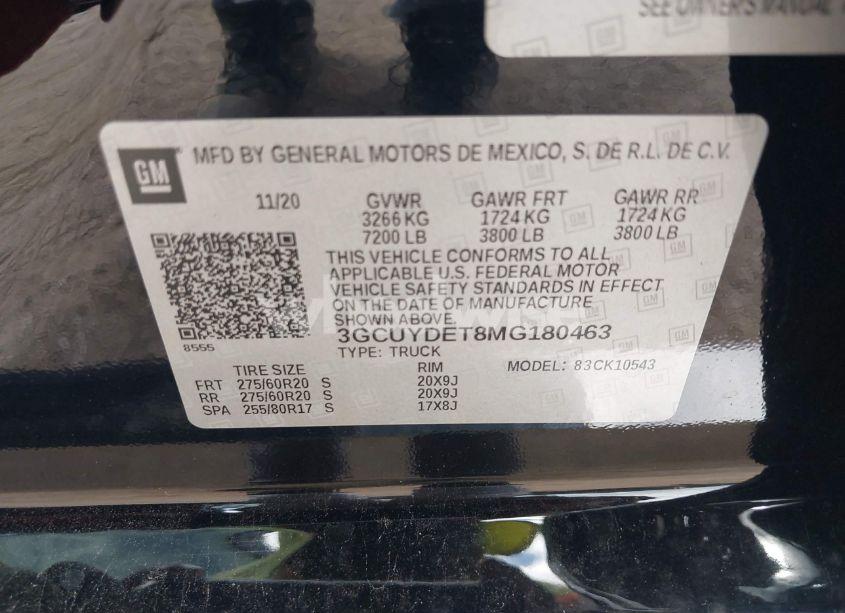 SEE OWNER'S MANUAL
GM
MFD BY GENERAL MOTORS DE MEXICO, S. DE R.L. DE C.V.
11/20 GVWR GAWR FRT GAWR RR
3266 KG 1724 KG 1724 KG
7200 LB 3800 LB 3800 LB
THIS VEHICLE CONFORMS TO ALL
APPLICABLE U.S. FEDERAL MOTOR
VEHICLE SAFETY STANDARDS IN EFFECT
ON THE DATE OF MANUFACTURE
SHOWN ABOVE.
8555
3GCUYDET8MG180463
TYPE: TRUCK MODEL: 83CK10543
TIRE SIZE RIM
FRT 275/60R20 S 20X9J
RR 275/60R20 S 20X9J
SPA 255/80R17 S 17X8J